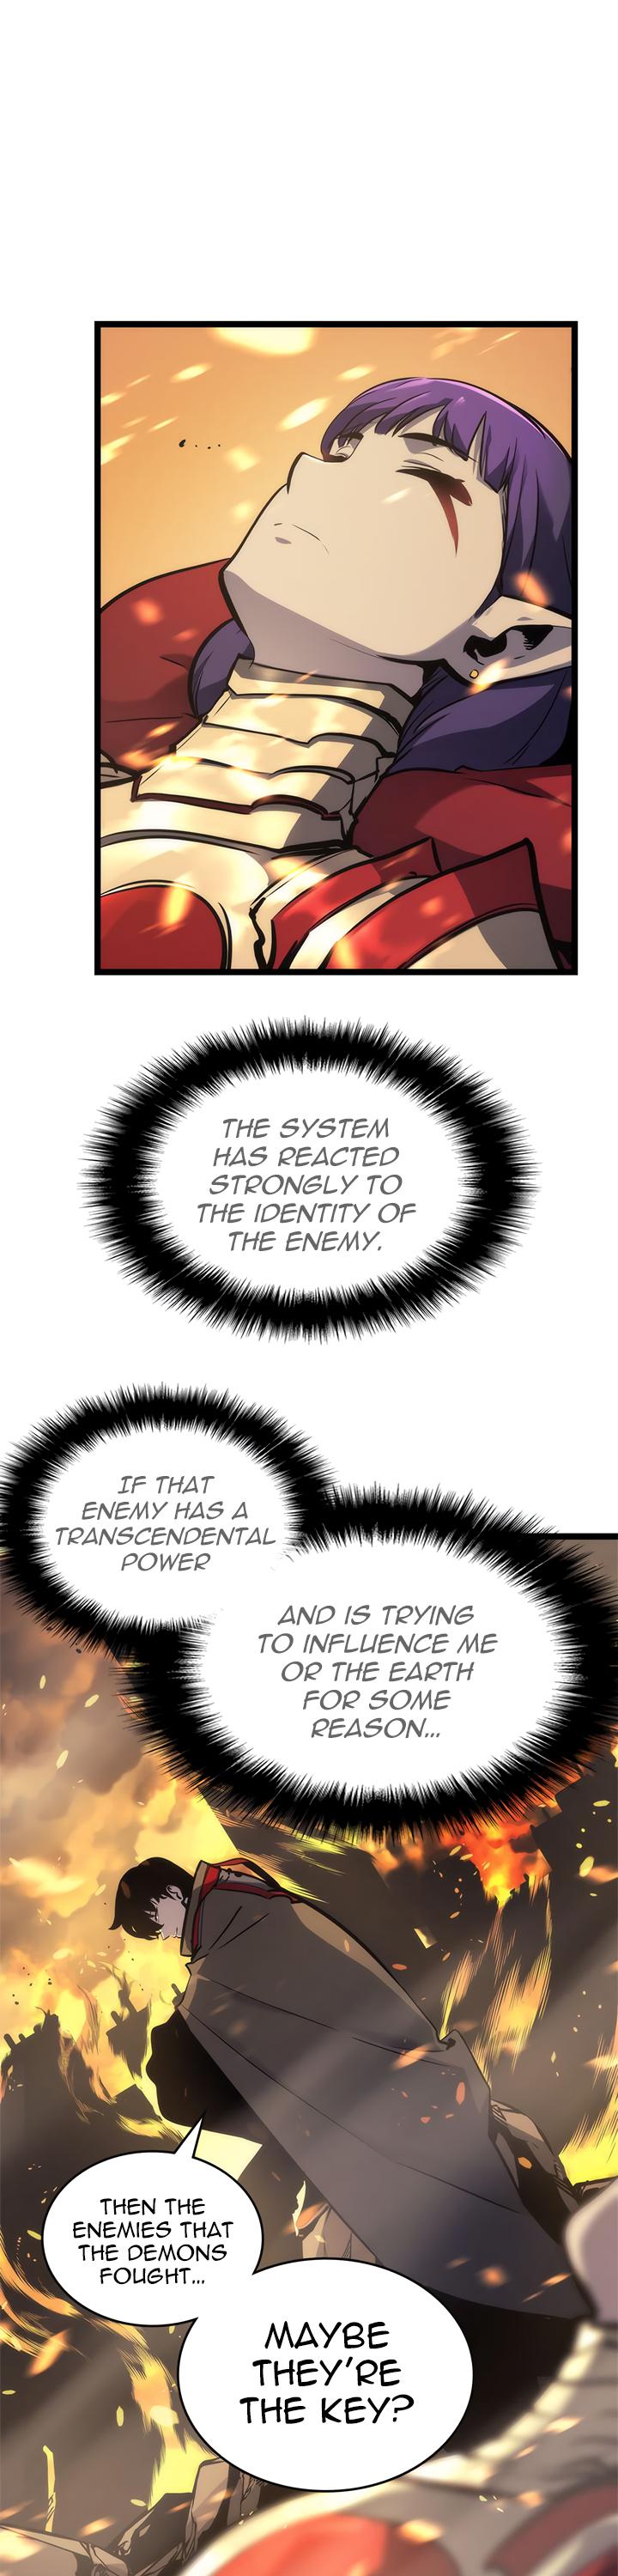 THE SYSTEM
HAS REACTED
STRONGLY TO
THE IDENTITY OF
THE ENEMY.
IF THAT
ENEMY HAS A
TRANSCENDENTAL
POWER
AND IS TRYING
TO INFLUENCE ME
OR THE EARTH
FOR SOME
REASON...
THEN THE
ENEMIES THAT
THE DEMONS
FOUGHT...
MAYBE
THEY'RE
THE KEY?